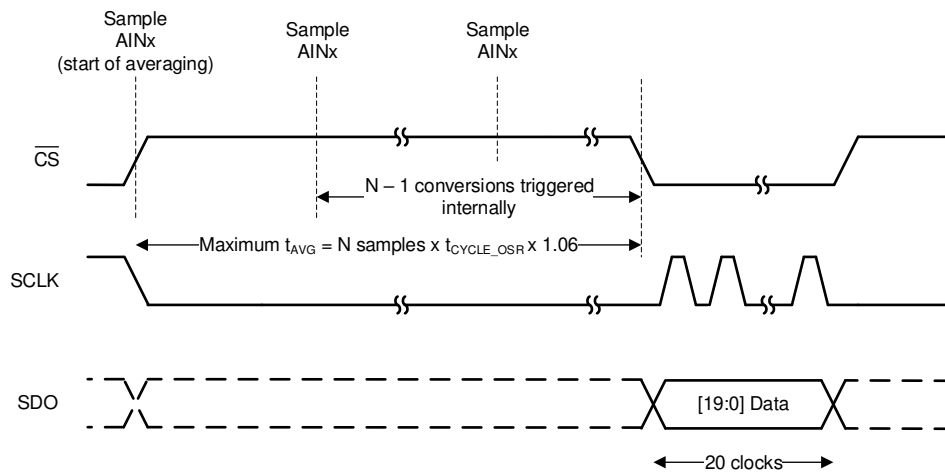 Sample
AINx
(start of averaging)
Sample
AINx
Sample
AINx
CS
N – 1 conversions triggered
internally
Maximum tAVG = N samples x tCYCLE_OSR x 1.06
SCLK
SDO
[19:0] Data
20 clocks